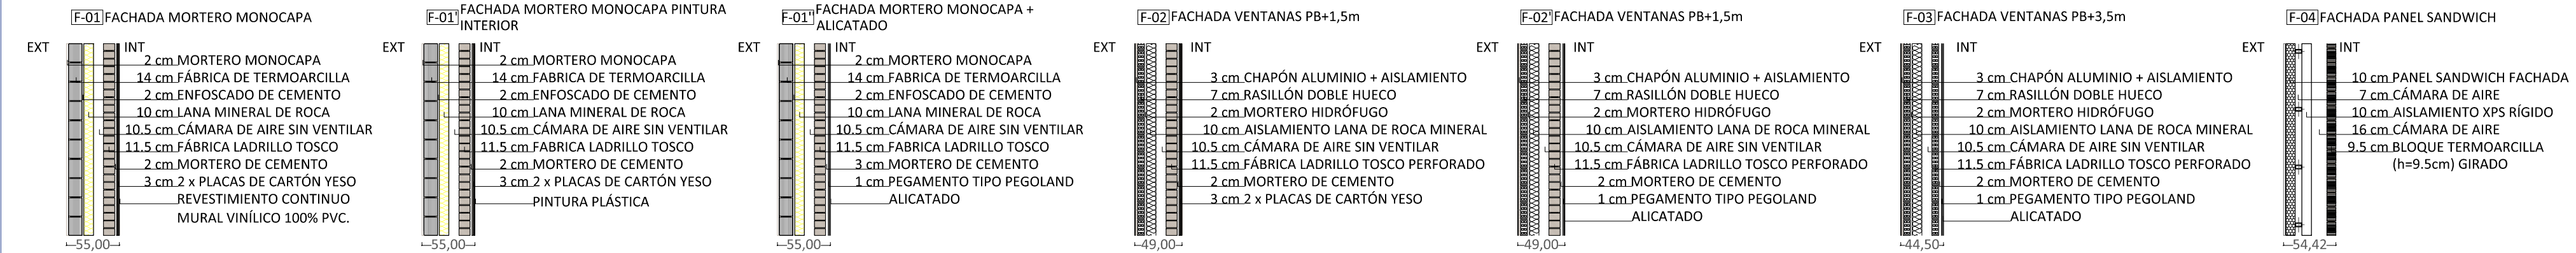 F-01 FACHADA MORTERO MONOCAPA
EXT INT
2 cm MORTERO MONOCAPA
14 cm FÁBRICA DE TERMOARCILLA
2 cm ENFOSCADO DE CEMENTO
10 cm LANA MINERAL DE ROCA
10.5 cm CÁMARA DE AIRE SIN VENTILAR
11.5 cm FÁBRICA LADRILLO TOSCO
2 cm MORTERO DE CEMENTO
3 cm 2 x PLACAS DE CARTÓN YESO
REVESTIMIENTO CONTINUO
MURAL VINÍLICO 100% PVC.
55,00
F-01' FACHADA MORTERO MONOCAPA PINTURA
INTERIOR
EXT INT
2 cm MORTERO MONOCAPA
14 cm FABRICA DE TERMOARCILLA
2 cm ENFOSCADO DE CEMENTO
10 cm LANA MINERAL DE ROCA
10.5 cm CÁMARA DE AIRE SIN VENTILAR
11.5 cm FABRICA LADRILLO TOSCO
2 cm MORTERO DE CEMENTO
3 cm 2 x PLACAS DE CARTÓN YESO
PINTURA PLÁSTICA
55,00
F-01'' FACHADA MORTERO MONOCAPA +
ALICATADO
EXT INT
2 cm MORTERO MONOCAPA
14 cm FABRICA DE TERMOARCILLA
2 cm ENFOSCADO DE CEMENTO
10 cm LANA MINERAL DE ROCA
10.5 cm CÁMARA DE AIRE SIN VENTILAR
11.5 cm FABRICA LADRILLO TOSCO
3 cm MORTERO DE CEMENTO
1 cm PEGAMENTO TIPO PEGOLAND
ALICATADO
55,00
F-02 FACHADA VENTANAS PB+1,5m
EXT INT
3 cm CHAPÓN ALUMINIO + AISLAMIENTO
7 cm RASILLÓN DOBLE HUECO
2 cm MORTERO HIDRÓFUGO
10 cm AISLAMIENTO LANA DE ROCA MINERAL
10.5 cm CÁMARA DE AIRE SIN VENTILAR
11.5 cm FÁBRICA LADRILLO TOSCO PERFORADO
2 cm MORTERO DE CEMENTO
3 cm 2 x PLACAS DE CARTÓN YESO
49,00
F-02' FACHADA VENTANAS PB+1,5m
EXT INT
3 cm CHAPÓN ALUMINIO + AISLAMIENTO
7 cm RASILLÓN DOBLE HUECO
2 cm MORTERO HIDRÓFUGO
10 cm AISLAMIENTO LANA DE ROCA MINERAL
10.5 cm CÁMARA DE AIRE SIN VENTILAR
11.5 cm FÁBRICA LADRILLO TOSCO PERFORADO
2 cm MORTERO DE CEMENTO
1 cm PEGAMENTO TIPO PEGOLAND
ALICATADO
49,00
F-03 FACHADA VENTANAS PB+3,5m
EXT INT
3 cm CHAPÓN ALUMINIO + AISLAMIENTO
7 cm RASILLÓN DOBLE HUECO
2 cm MORTERO HIDRÓFUGO
10 cm AISLAMIENTO LANA DE ROCA MINERAL
10.5 cm CÁMARA DE AIRE SIN VENTILAR
11.5 cm FÁBRICA LADRILLO TOSCO PERFORADO
2 cm MORTERO DE CEMENTO
1 cm PEGAMENTO TIPO PEGOLAND
ALICATADO
44,50
F-04 FACHADA PANEL SANDWICH
EXT INT
10 cm PANEL SANDWICH FACHADA
7 cm CÁMARA DE AIRE
10 cm AISLAMIENTO XPS RÍGIDO
16 cm CÁMARA DE AIRE
9.5 cm BLOQUE TERMOARCILLA
(h=9.5cm) GIRADO
54,42